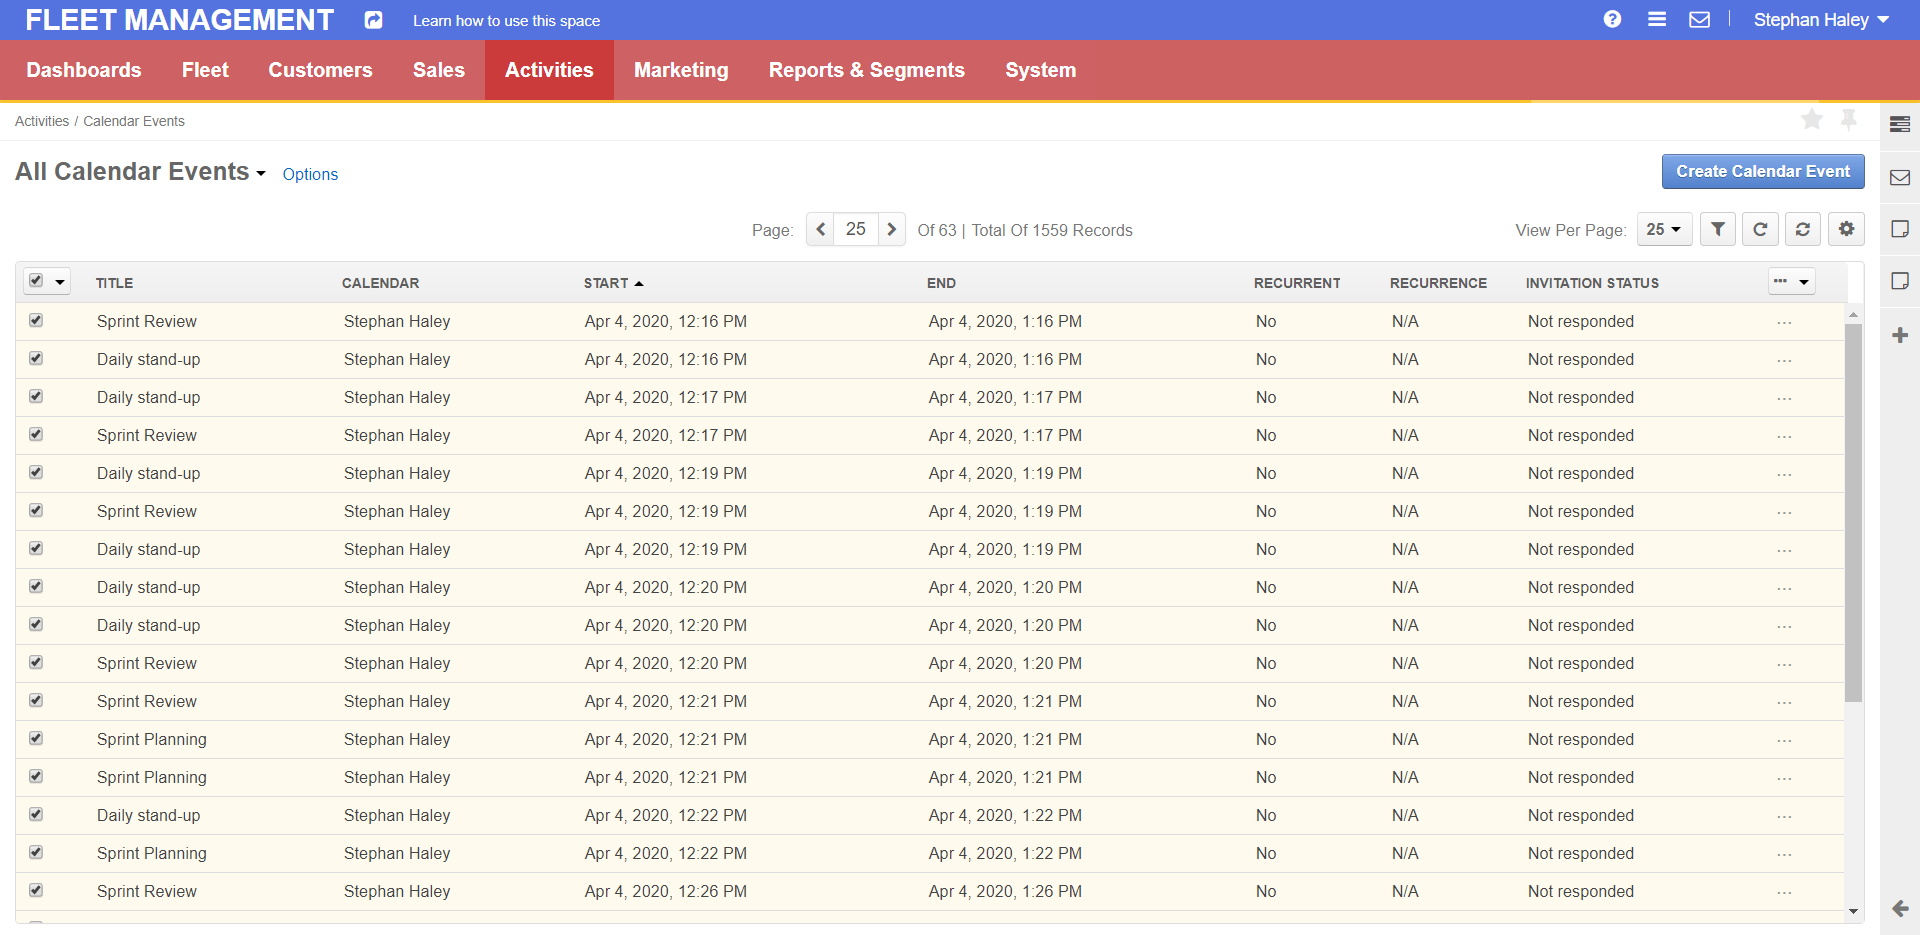 FLEET MANAGEMENT Learn how to use this space Stephan Haley
Dashboards Fleet Customers Sales Activities Marketing Reports & Segments System
Activities / Calendar Events
All Calendar Events Options Create Calendar Event
Page: 25 Of 63 | Total Of 1559 Records View Per Page: 25
TITLE CALENDAR START END RECURRENT RECURRENCE INVITATION STATUS
Sprint Review Stephan Haley Apr 4, 2020, 12:16 PM Apr 4, 2020, 1:16 PM No N/A Not responded ...
Daily stand-up Stephan Haley Apr 4, 2020, 12:16 PM Apr 4, 2020, 1:16 PM No N/A Not responded ...
Daily stand-up Stephan Haley Apr 4, 2020, 12:17 PM Apr 4, 2020, 1:17 PM No N/A Not responded ...
Sprint Review Stephan Haley Apr 4, 2020, 12:17 PM Apr 4, 2020, 1:17 PM No N/A Not responded ...
Daily stand-up Stephan Haley Apr 4, 2020, 12:19 PM Apr 4, 2020, 1:19 PM No N/A Not responded ...
Sprint Review Stephan Haley Apr 4, 2020, 12:19 PM Apr 4, 2020, 1:19 PM No N/A Not responded ...
Daily stand-up Stephan Haley Apr 4, 2020, 12:19 PM Apr 4, 2020, 1:19 PM No N/A Not responded ...
Daily stand-up Stephan Haley Apr 4, 2020, 12:20 PM Apr 4, 2020, 1:20 PM No N/A Not responded ...
Daily stand-up Stephan Haley Apr 4, 2020, 12:20 PM Apr 4, 2020, 1:20 PM No N/A Not responded ...
Sprint Review Stephan Haley Apr 4, 2020, 12:20 PM Apr 4, 2020, 1:20 PM No N/A Not responded ...
Sprint Review Stephan Haley Apr 4, 2020, 12:21 PM Apr 4, 2020, 1:21 PM No N/A Not responded ...
Sprint Planning Stephan Haley Apr 4, 2020, 12:21 PM Apr 4, 2020, 1:21 PM No N/A Not responded ...
Sprint Planning Stephan Haley Apr 4, 2020, 12:21 PM Apr 4, 2020, 1:21 PM No N/A Not responded ...
Daily stand-up Stephan Haley Apr 4, 2020, 12:22 PM Apr 4, 2020, 1:22 PM No N/A Not responded ...
Sprint Planning Stephan Haley Apr 4, 2020, 12:22 PM Apr 4, 2020, 1:22 PM No N/A Not responded ...
Sprint Review Stephan Haley Apr 4, 2020, 12:26 PM Apr 4, 2020, 1:26 PM No N/A Not responded ...